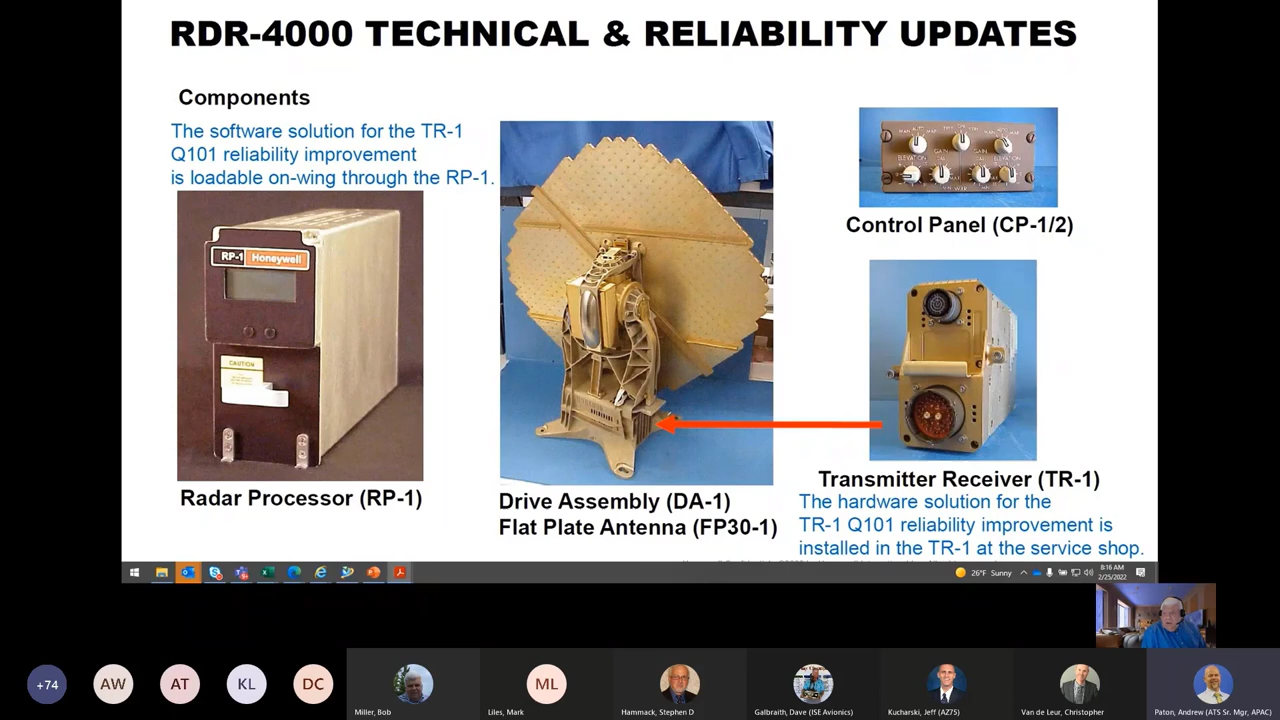 RDR-4000 TECHNICAL & RELIABILITY UPDATES
Components
The software solution for the TR-1
Q101 reliability improvement
is loadable on-wing through the RP-1.
RP-1 Honeywell
CAUTION
Radar Processor (RP-1)
Drive Assembly (DA-1)
Flat Plate Antenna (FP30-1)
ELEVATION
GAIN
ELEVATION
Control Panel (CP-1/2)
Transmitter Receiver (TR-1)
The hardware solution for the
TR-1 Q101 reliability improvement is
installed in the TR-1 at the service shop.
26°F Sunny
8:16 AM
2/25/2022
+74
AW
AT
KL
DC
ML
Miller, Bob
Liles, Mark
Hammack, Stephen D
Galbraith, Dave (ISE Avionics)
Kucharski, Jeff (AZ75)
Van de Leur, Christopher
Paton, Andrew (ATS Sr. Mgr, APAC)